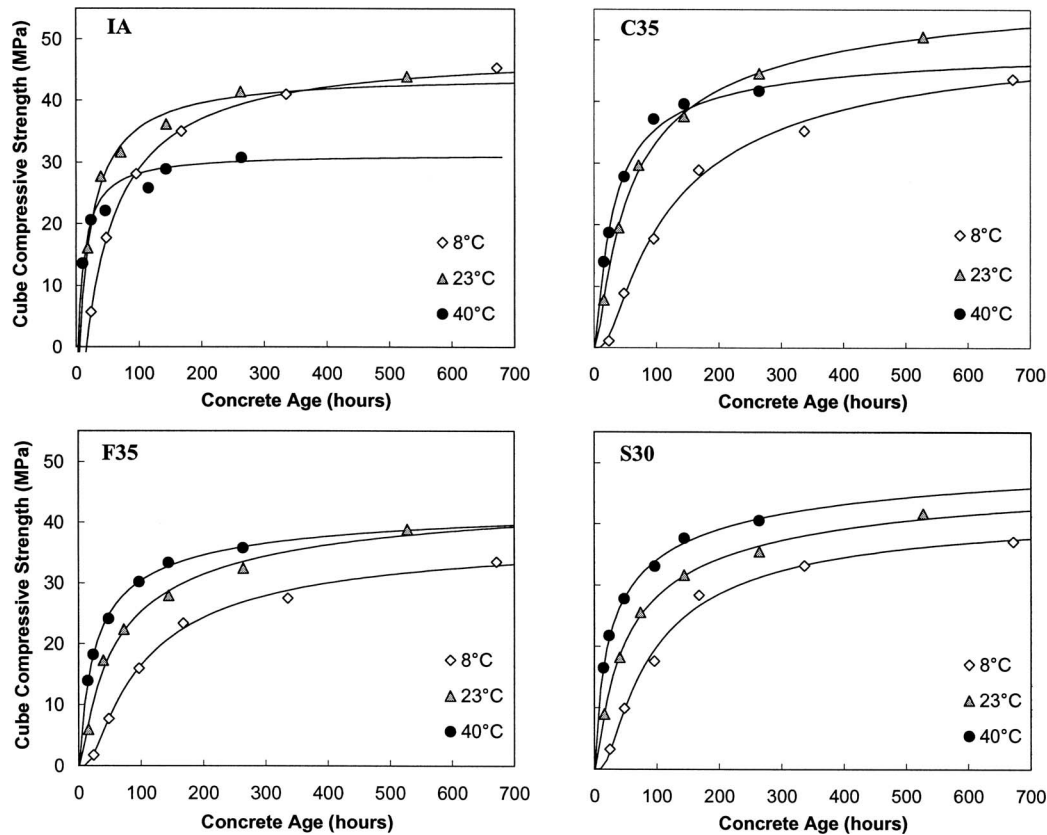 IA
Cube Compressive Strength (MPa)
50
40
30
20
10
0
8°C
23°C
40°C
0 100 200 300 400 500 600 700
Concrete Age (hours)
C35
8°C
23°C
40°C
0 100 200 300 400 500 600 700
Concrete Age (hours)
F35
Cube Compressive Strength (MPa)
50
40
30
20
10
0
8°C
23°C
40°C
0 100 200 300 400 500 600 700
Concrete Age (hours)
S30
8°C
23°C
40°C
0 100 200 300 400 500 600 700
Concrete Age (hours)